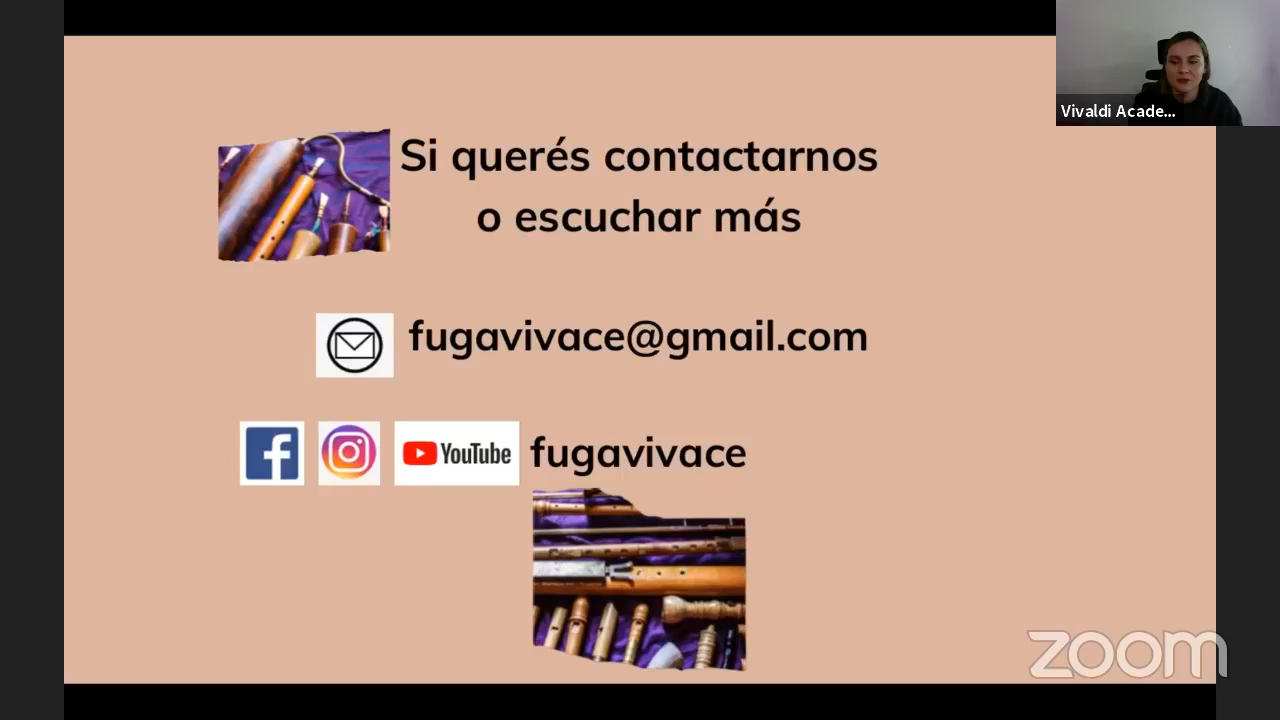 Vivaldi Acade...
Si querés contactarnos
o escuchar más
fugavivace@gmail.com
YouTube fugavivace
zoom